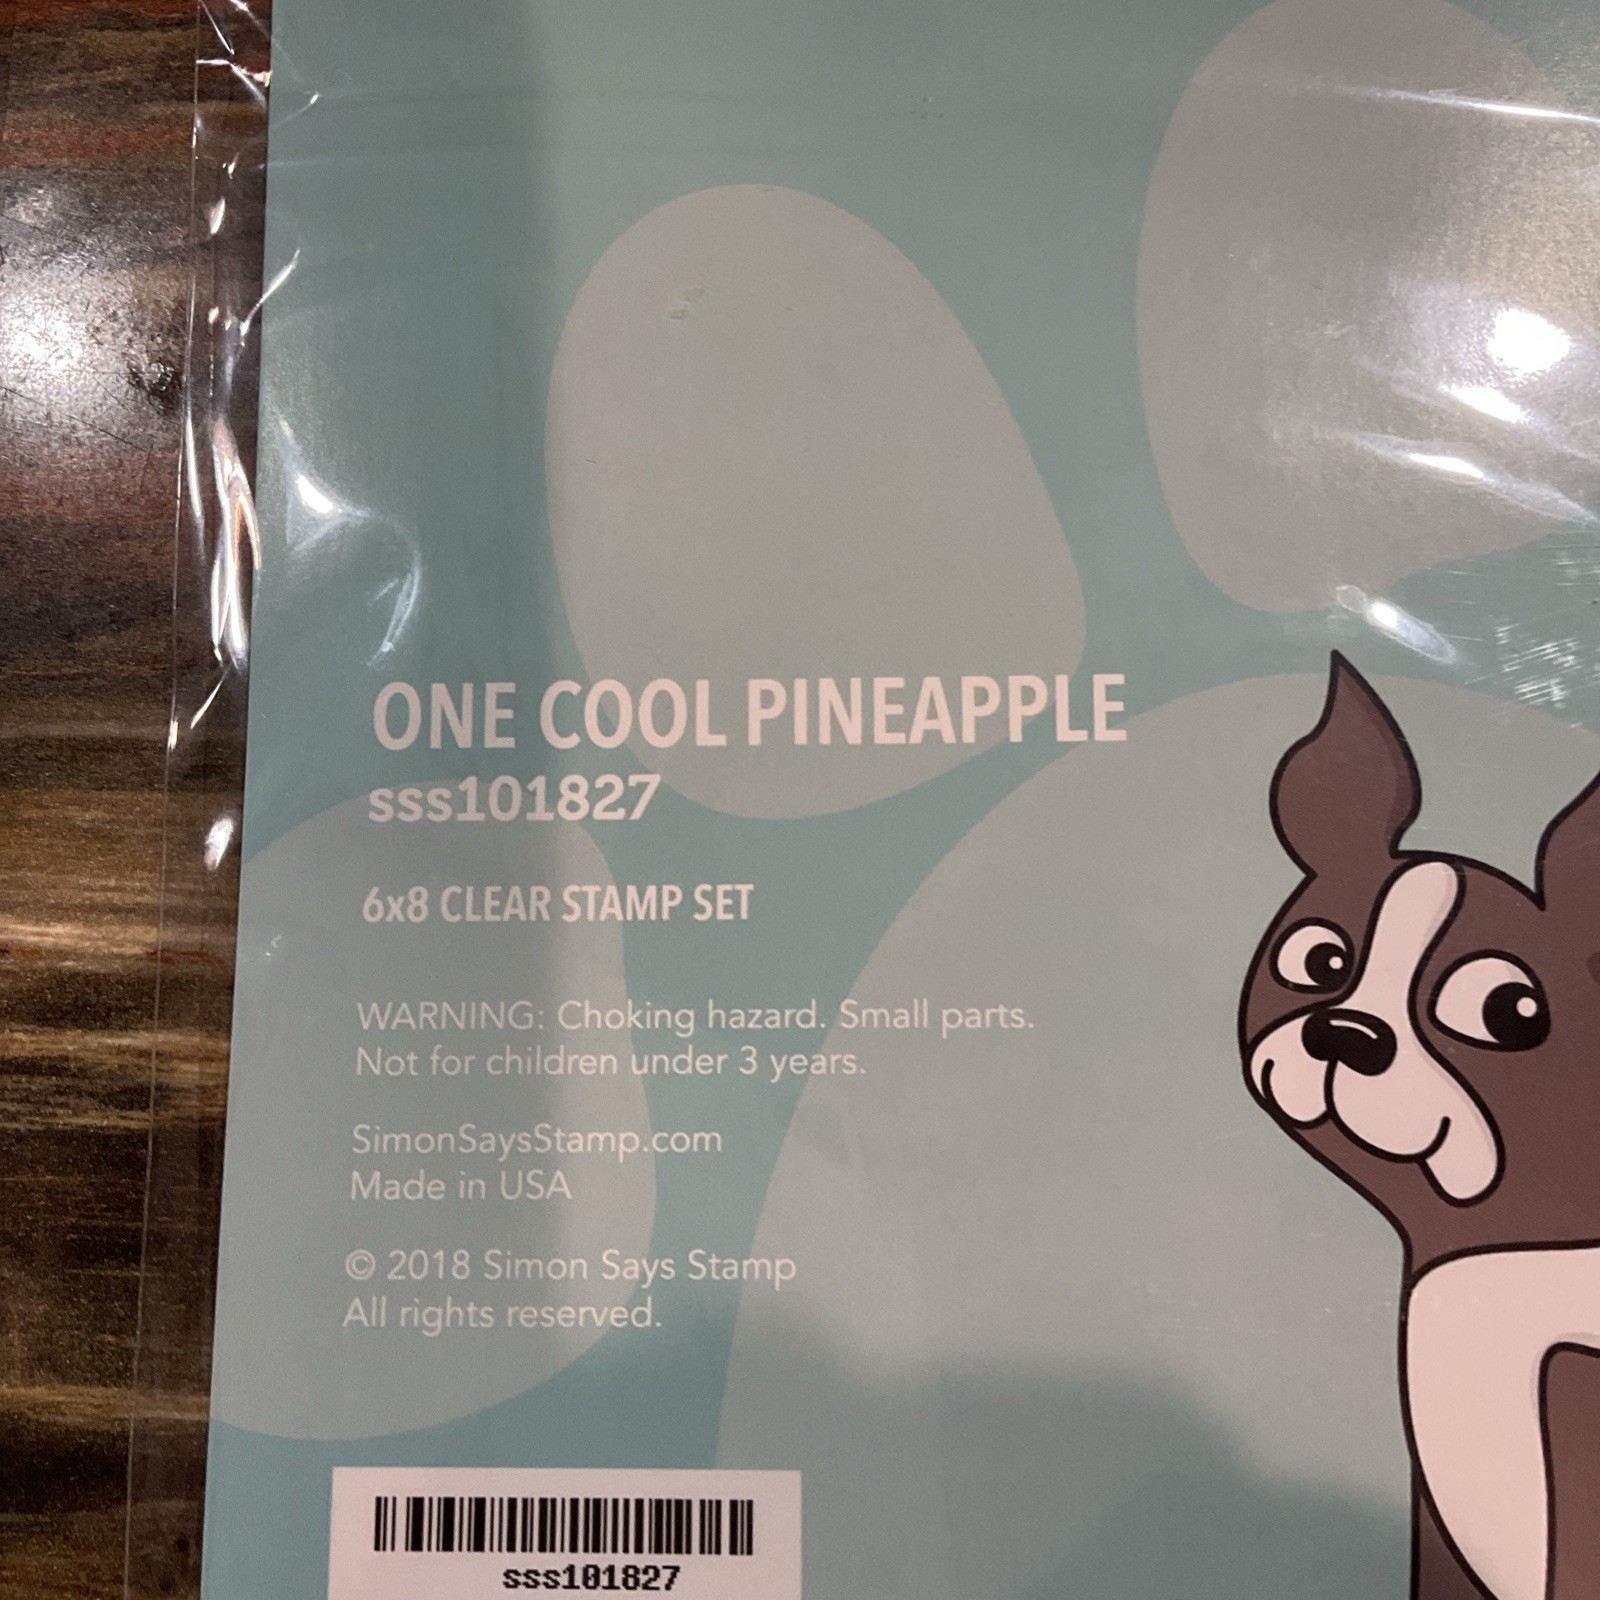 ONE COOL PINEAPPLE
sss101827
6x8 CLEAR STAMP SET
WARNING: Choking hazard. Small parts.
Not for children under 3 years.
SimonSaysStamp.com
Made in USA
© 2018 Simon Says Stamp
All rights reserved.
sss101827